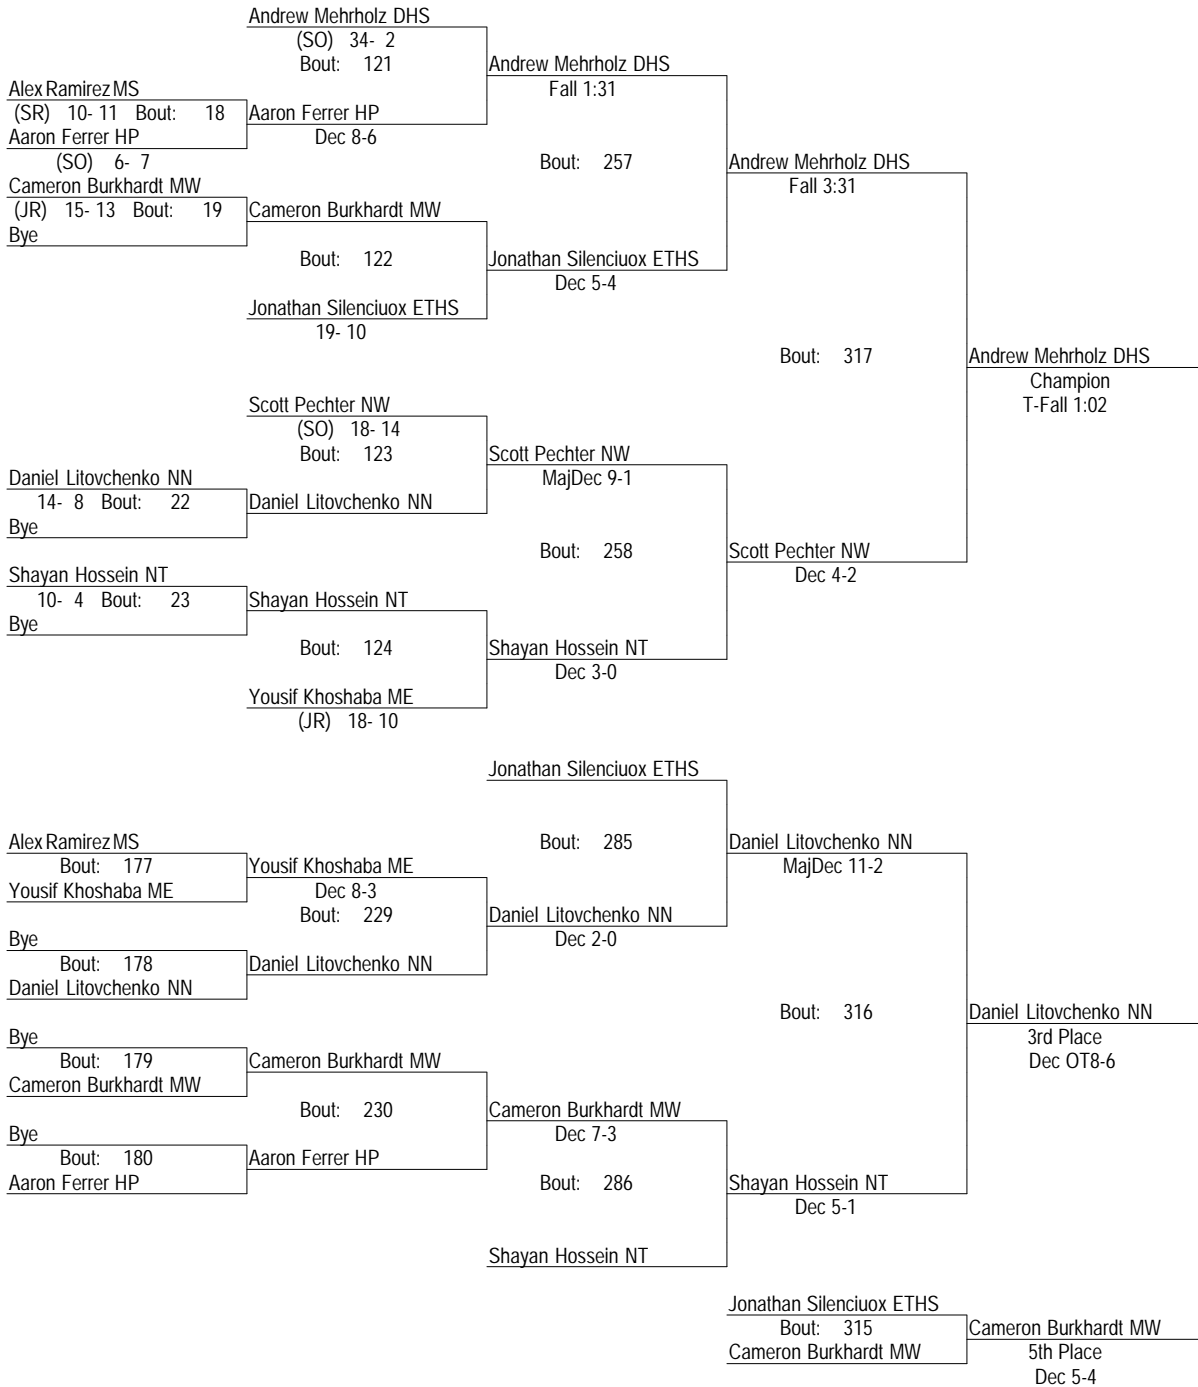 Andrew Mehrholz DHS
(SO) 34- 2
Bout: 121
Andrew Mehrholz DHS
Fall 1:31
Alex Ramirez MS
(SR) 10- 11 Bout: 18
Aaron Ferrer HP
Dec 8-6
Aaron Ferrer HP
(SO) 6- 7
Bout: 257
Andrew Mehrholz DHS
Fall 3:31
Cameron Burkhardt MW
(JR) 15- 13 Bout: 19
Cameron Burkhardt MW
Bye
Bout: 122
Jonathan Silenciuox ETHS
Dec 5-4
Jonathan Silenciuox ETHS
19- 10
Bout: 317
Andrew Mehrholz DHS
Champion
T-Fall 1:02
Scott Pechter NW
(SO) 18- 14
Bout: 123
Scott Pechter NW
MajDec 9-1
Daniel Litovchenko NN
14- 8 Bout: 22
Daniel Litovchenko NN
Bye
Bout: 258
Scott Pechter NW
Dec 4-2
Shayan Hossein NT
10- 4 Bout: 23
Shayan Hossein NT
Bye
Bout: 124
Shayan Hossein NT
Dec 3-0
Yousif Khoshaba ME
(JR) 18- 10
Jonathan Silenciuox ETHS
Alex Ramirez MS
Bout: 285
Daniel Litovchenko NN
MajDec 11-2
Bout: 177
Yousif Khoshaba ME
Yousif Khoshaba ME
Dec 8-3
Bout: 229
Daniel Litovchenko NN
Dec 2-0
Bye
Bout: 178
Daniel Litovchenko NN
Daniel Litovchenko NN
Bout: 316
Daniel Litovchenko NN
3rd Place
Dec OT8-6
Bye
Bout: 179
Cameron Burkhardt MW
Cameron Burkhardt MW
Bout: 230
Cameron Burkhardt MW
Dec 7-3
Bye
Bout: 180
Aaron Ferrer HP
Aaron Ferrer HP
Bout: 286
Shayan Hossein NT
Dec 5-1
Shayan Hossein NT
Jonathan Silenciuox ETHS
Bout: 315
Cameron Burkhardt MW
Cameron Burkhardt MW
5th Place
Dec 5-4